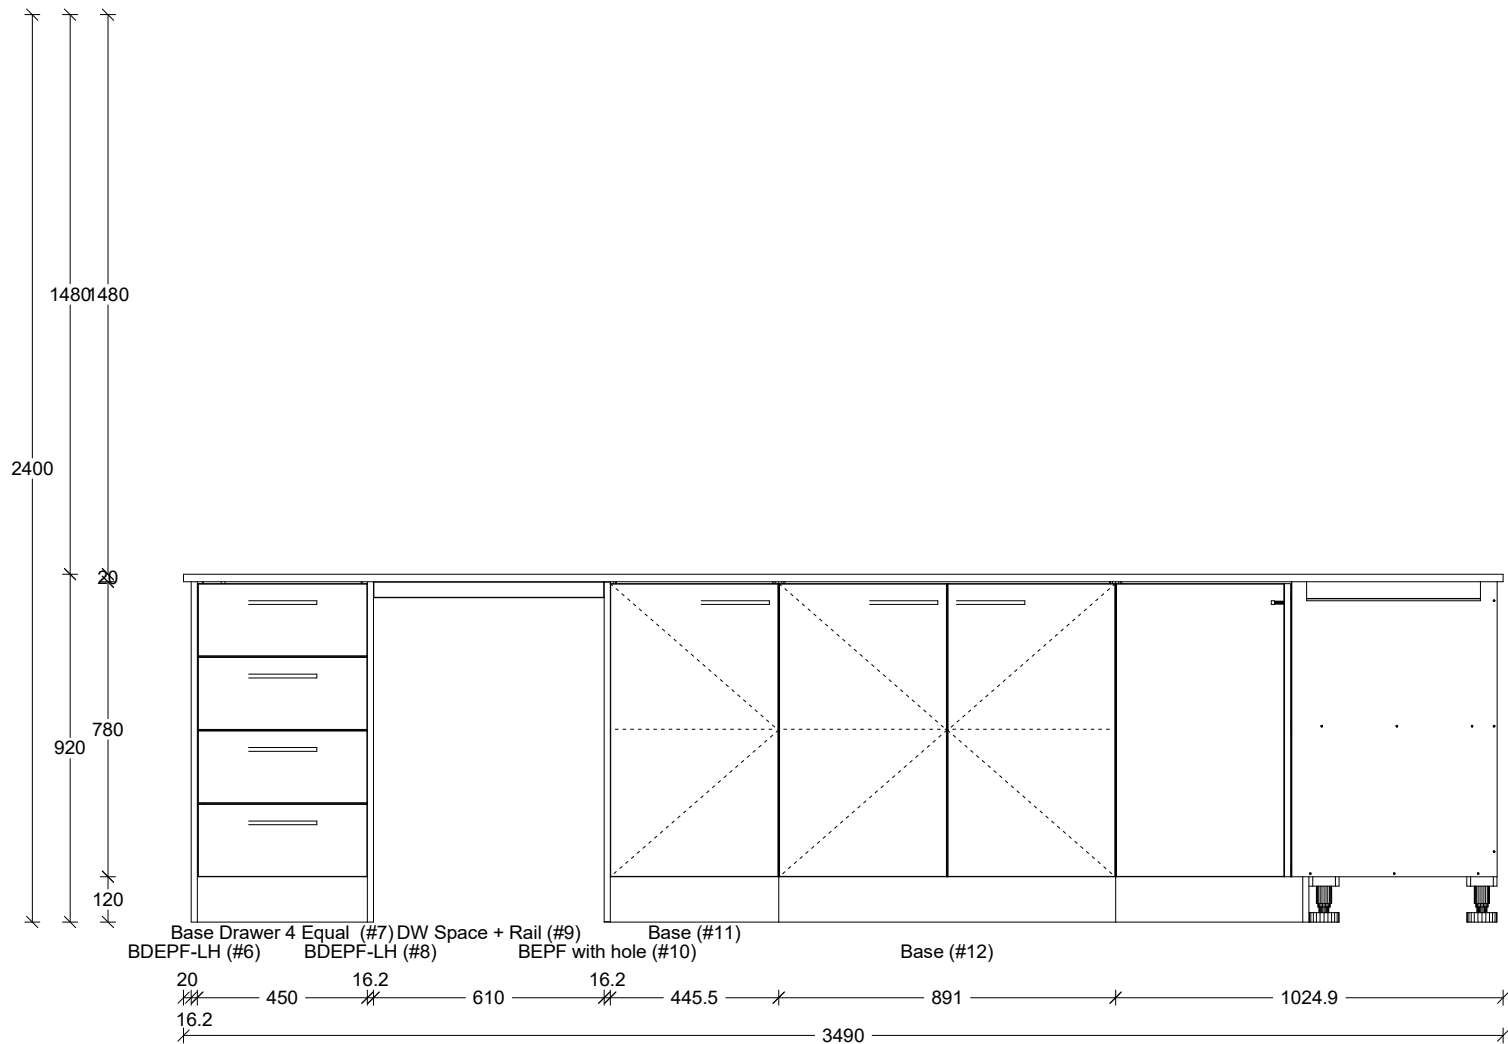 1480 1480
2400
20
780
920
120
Base Drawer 4 Equal (#7) DW Space + Rail (#9) Base (#11)
BDEPF-LH (#6) BDEPF-LH (#8) BEPF with hole (#10) Base (#12)
20 16.2 16.2
450 610 445.5 891 1024.9
16.2
3490